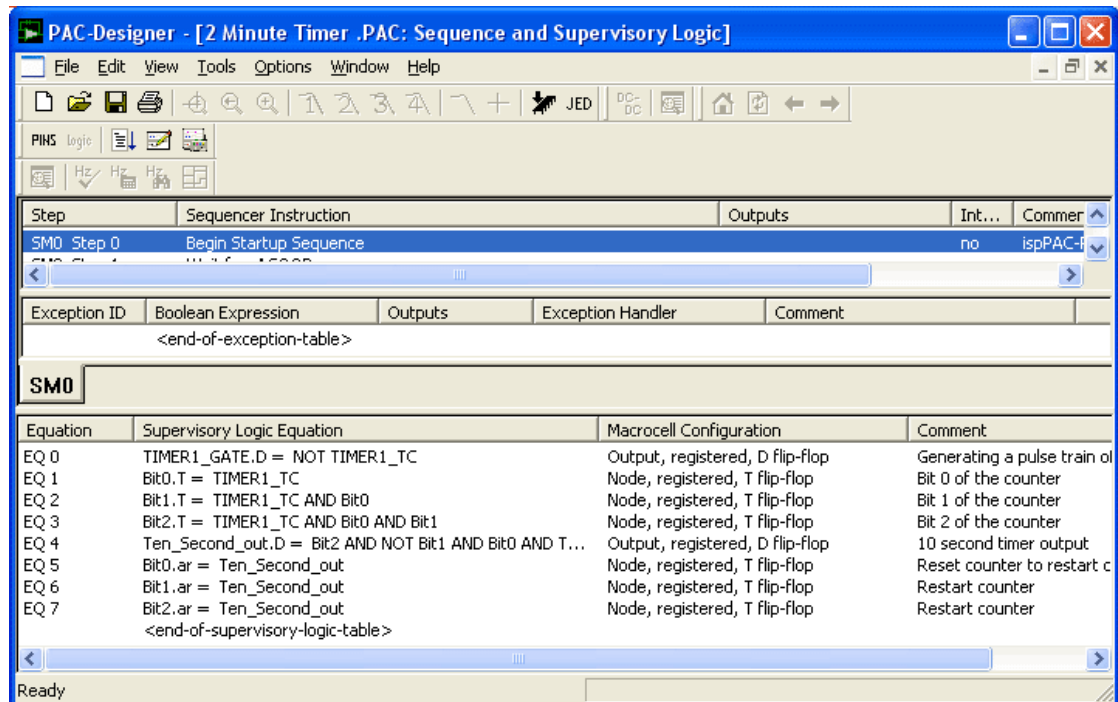 PAC-Designer - [2 Minute Timer .PAC: Sequence and Supervisory Logic]
File Edit View Tools Options Window Help
JED DC-DC
PINS logic
Hz Hz Hz
Step Sequencer Instruction Outputs Int... Commer
SM0 Step 0 Begin Startup Sequence no ispPAC-
Exception ID Boolean Expression Outputs Exception Handler Comment
<end-of-exception-table>
SM0
Equation Supervisory Logic Equation Macrocell Configuration Comment
EQ 0 TIMER1_GATE.D = NOT TIMER1_TC Output, registered, D flip-flop Generating a pulse train of
EQ 1 Bit0.T = TIMER1_TC Node, registered, T flip-flop Bit 0 of the counter
EQ 2 Bit1.T = TIMER1_TC AND Bit0 Node, registered, T flip-flop Bit 1 of the counter
EQ 3 Bit2.T = TIMER1_TC AND Bit0 AND Bit1 Node, registered, T flip-flop Bit 2 of the counter
EQ 4 Ten_Second_out.D = Bit2 AND NOT Bit1 AND Bit0 AND T... Output, registered, D flip-flop 10 second timer output
EQ 5 Bit0.ar = Ten_Second_out Node, registered, T flip-flop Reset counter to restart c
EQ 6 Bit1.ar = Ten_Second_out Node, registered, T flip-flop Restart counter
EQ 7 Bit2.ar = Ten_Second_out Node, registered, T flip-flop Restart counter
<end-of-supervisory-logic-table>
Ready